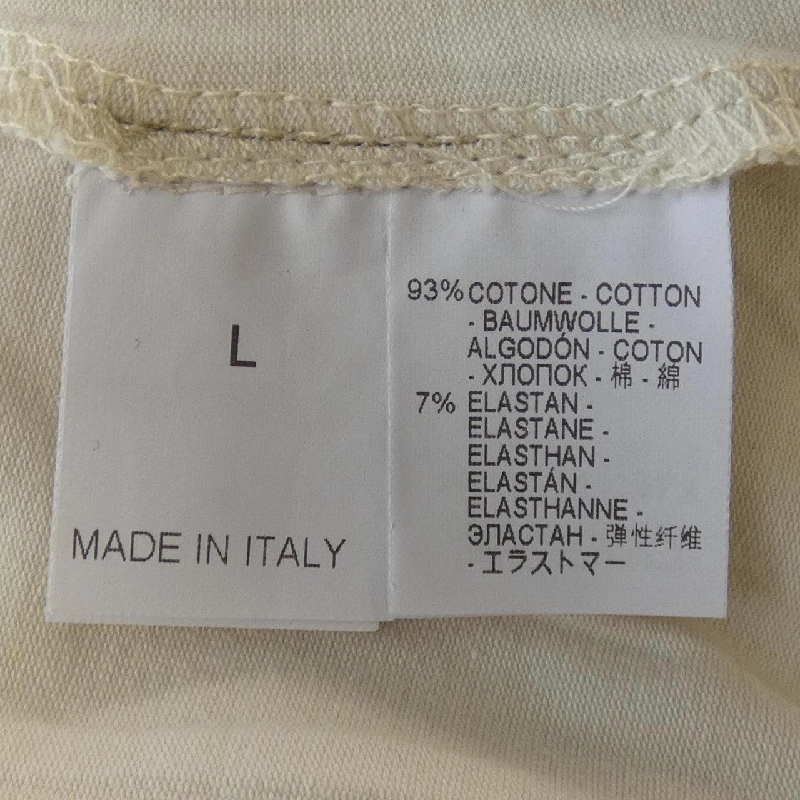 L
MADE IN ITALY
93% COTONE - COTTON
- BAUMWOLLE -
ALGODÓN - COTON
- ХЛОПОК - 棉 - 綿
7% ELASTAN -
ELASTANE -
ELASTHAN -
ELASTÁN -
ELASTHANNE -
ЭЛАСТАН - 弹性纤维
- エラストマー